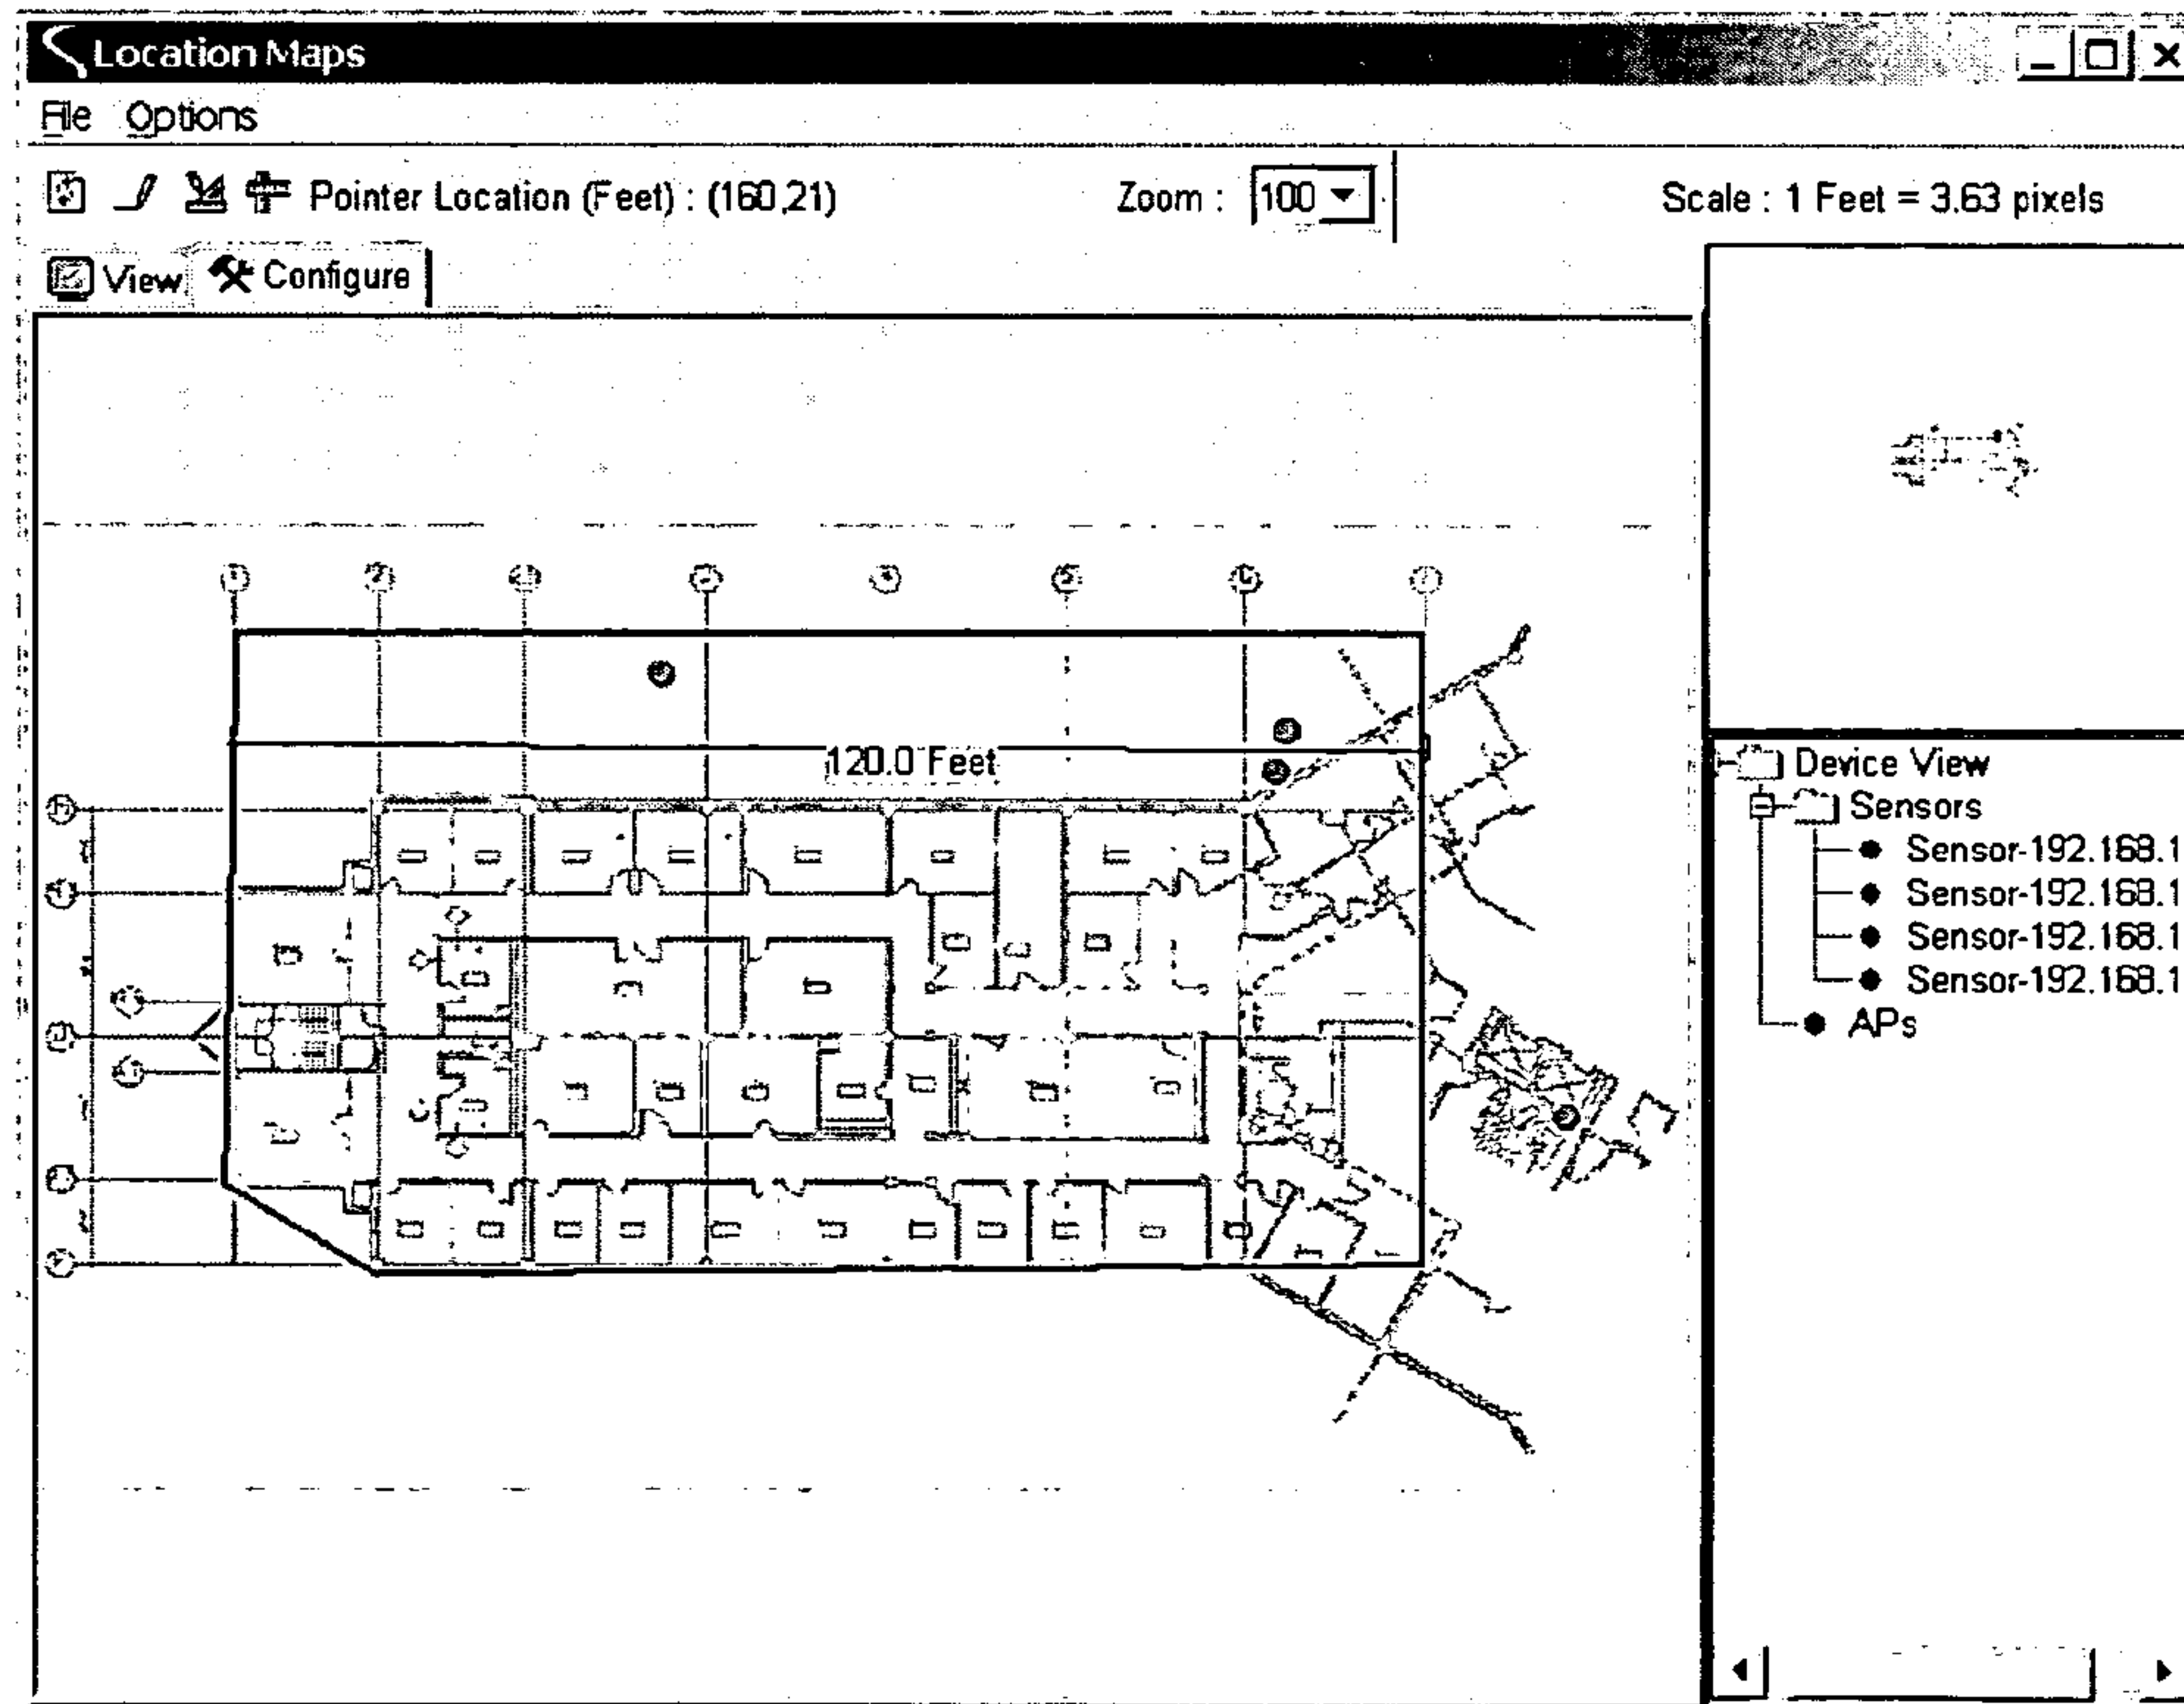 Location Maps
File Options
Pointer Location (Feet) : (160,21) Zoom : 100 Scale : 1 Feet = 3.63 pixels
View Configure
120.0 Feet
Device View
Sensors
Sensor-192.168.1
Sensor-192.168.1
Sensor-192.168.1
Sensor-192.168.1
APs